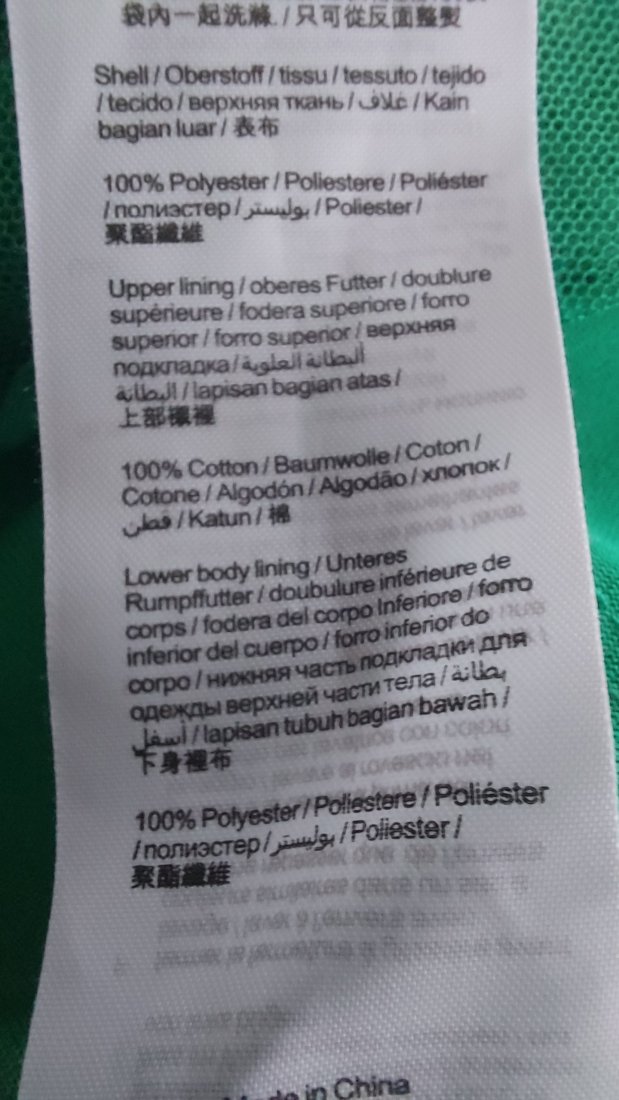 袋內一起洗滌. / 只可從反面整熨
Shell / Oberstoff / tissu / tessuto / tejido
/ tecido / верхняя ткань / غلاف / Kain
bagian luar / 表布
100% Polyester / Poliestere / Poliéster
/ полиэстер / بوليستر / Poliester /
聚酯纖維
Upper lining / oberes Futter / doublure
supérieure / fodera superiore / forro
superior / forro superior / верхняя
подкладка / البطانة العلوية
البطانة / lapisan bagian atas /
上部襯裡
100% Cotton / Baumwolle / Coton /
Cotone / Algodón / Algodão / хлопок /
قطن / Katun / 棉
Lower body lining / Unteres
Rumpffutter / doubulure inférieure de
corps / fodera del corpo Inferiore / forro
inferior del cuerpo / forro inferior do
corpo / нижняя часть подкладки для
одежды верхней части тела / بطانة
أسفل / lapisan tubuh bagian bawah /
下身裡布
100% Polyester / Poliestere / Poliéster
/ полиэстер / بوليستر / Poliester /
聚酯纖維
Made in China